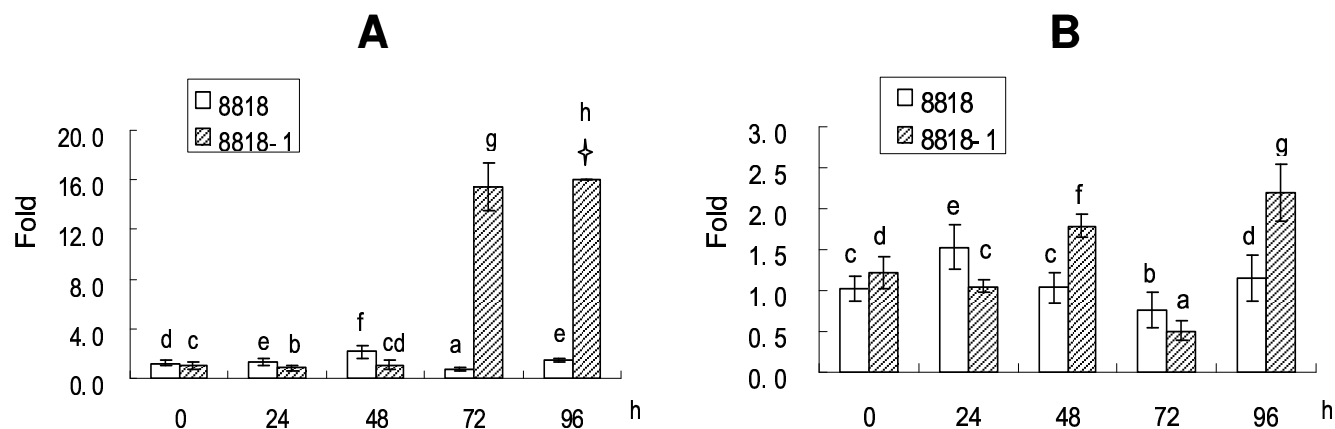 A
8818
8818-1
Fold
20.0
16.0
12.0
8.0
4.0
0.0
d c e b f cd a g e h
0 24 48 72 96 h
B
8818
8818-1
Fold
3.0
2.5
2.0
1.5
1.0
0.5
0.0
c d e c c f b a d g
0 24 48 72 96 h